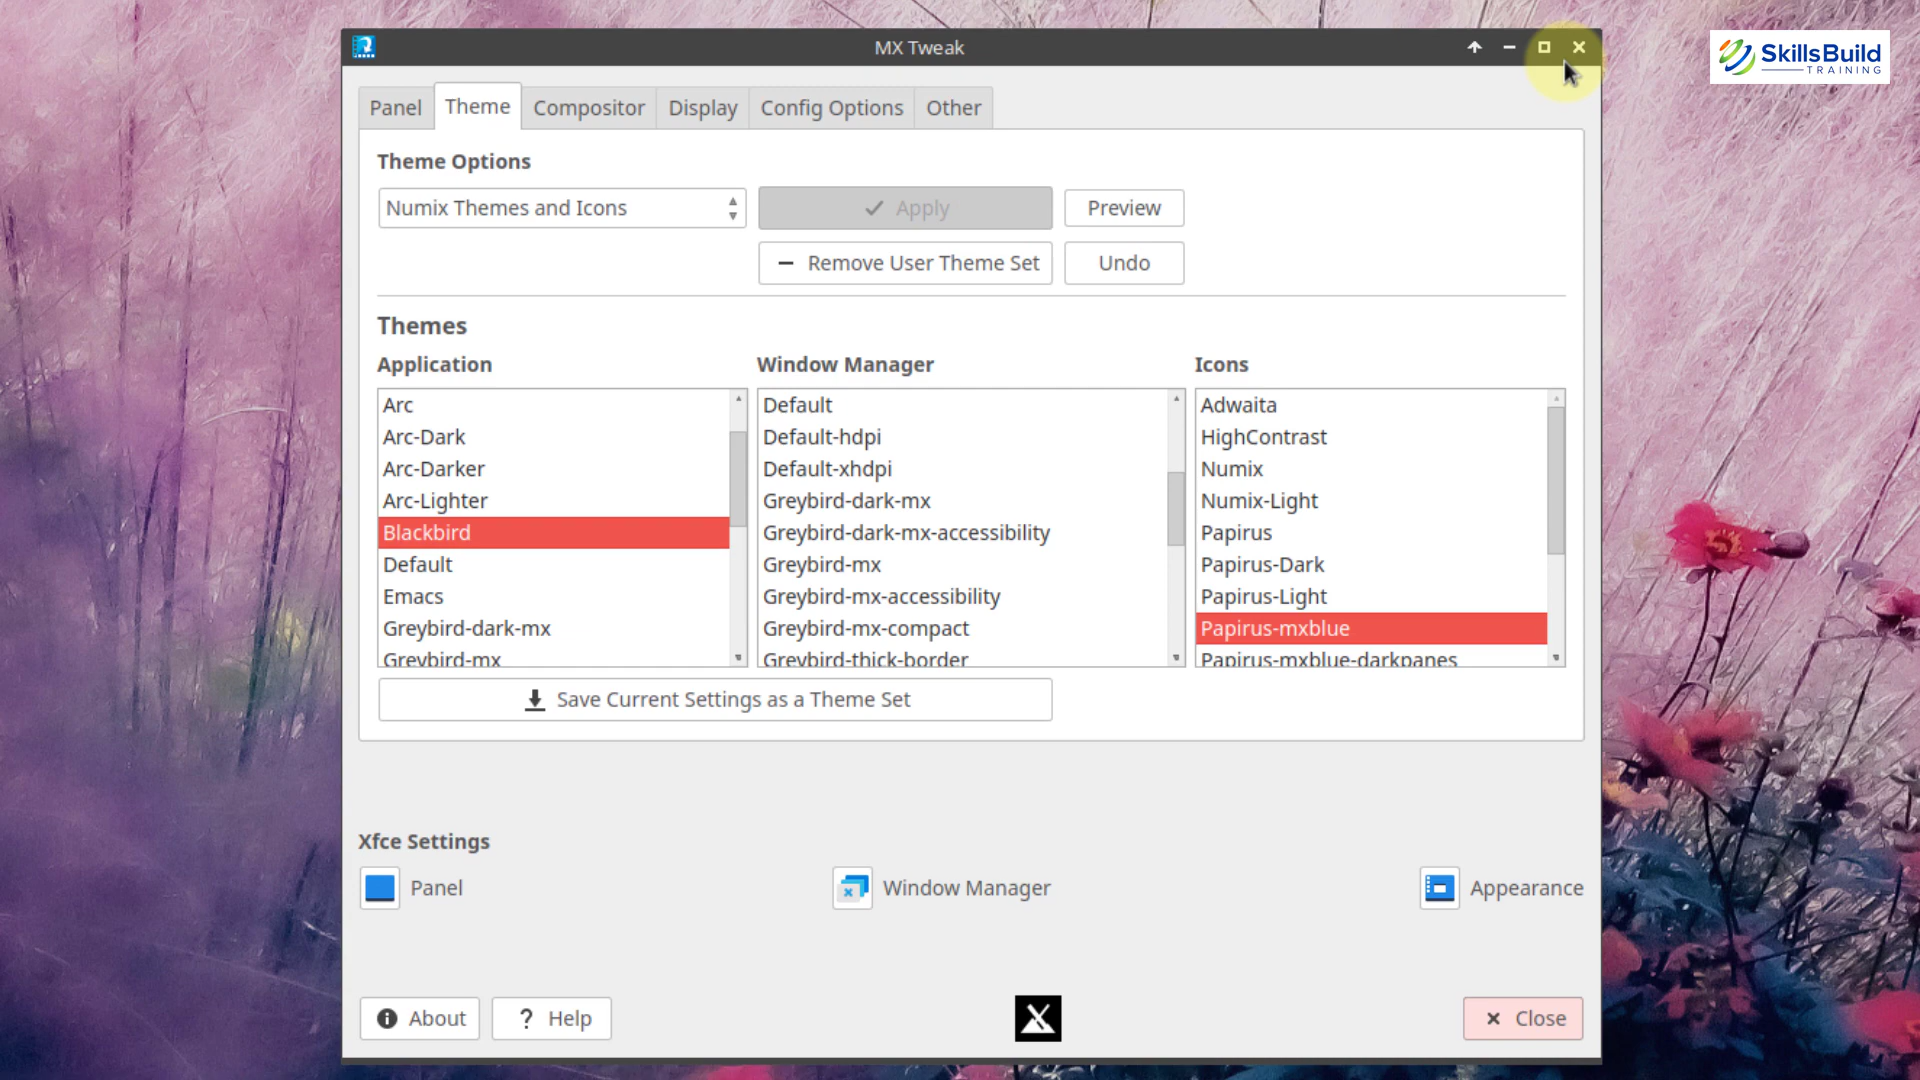 MX Tweak
SkillsBuild
TRAINING
Panel
Theme
Compositor
Display
Config Options
Other
Theme Options
Numix Themes and Icons
Apply
Preview
Remove User Theme Set
Undo
Themes
Application
Window Manager
Icons
Arc
Arc-Dark
Arc-Darker
Arc-Lighter
Blackbird
Default
Emacs
Greybird-dark-mx
Greybird-mx
Default
Default-hdpi
Default-xhdpi
Greybird-dark-mx
Greybird-dark-mx-accessibility
Greybird-mx
Greybird-mx-accessibility
Greybird-mx-compact
Greybird-thick-border
Adwaita
HighContrast
Numix
Numix-Light
Papirus
Papirus-Dark
Papirus-Light
Papirus-mxblue
Papirus-mxblue-darkpanes
Save Current Settings as a Theme Set
Xfce Settings
Panel
Window Manager
Appearance
About
? Help
Close